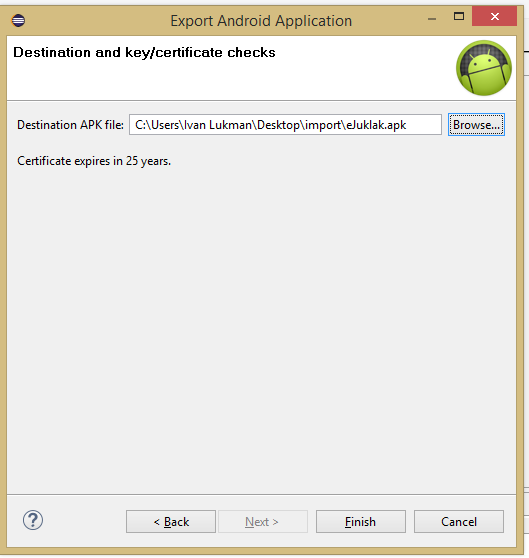 Export Android Application
Destination and key/certificate checks
Destination APK file: C:\Users\Ivan Lukman\Desktop\import\eJuklak.apk Browse...
Certificate expires in 25 years.
? < Back Next > Finish Cancel